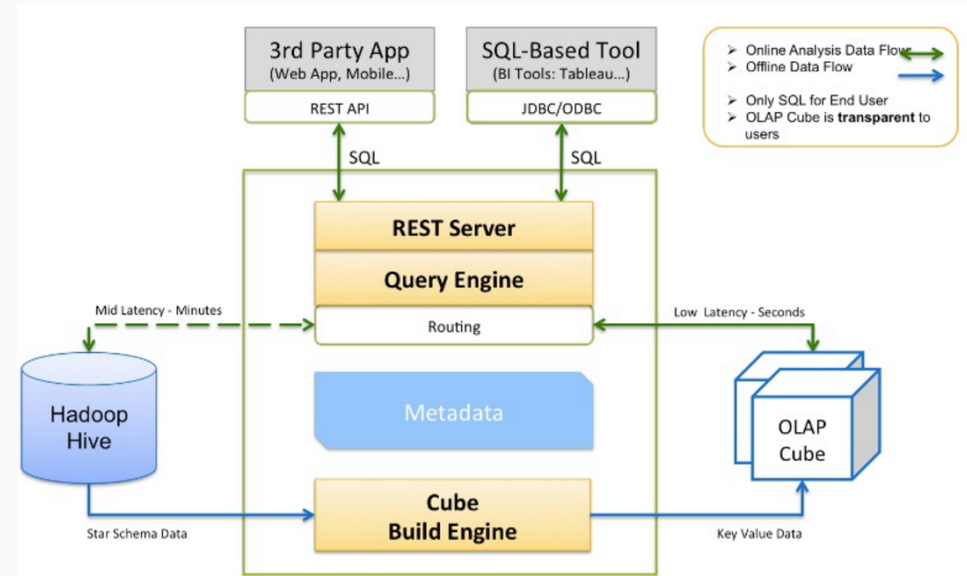 3rd Party App
(Web App, Mobile...)
REST API
SQL-Based Tool
(BI Tools: Tableau...)
JDBC/ODBC
➢ Online Analysis Data Flow
➢ Offline Data Flow
➢ Only SQL for End User
➢ OLAP Cube is transparent to
users
SQL
SQL
REST Server
Query Engine
Routing
Mid Latency - Minutes
Low Latency - Seconds
Hadoop
Hive
Metadata
OLAP
Cube
Cube
Build Engine
Star Schema Data
Key Value Data